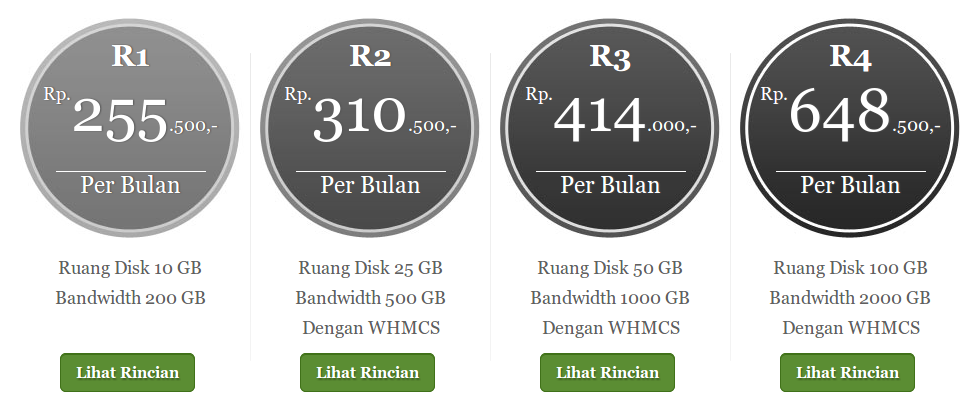 R1
Rp. 255.500,-
Per Bulan
Ruang Disk 10 GB
Bandwidth 200 GB
Lihat Rincian
R2
Rp. 310.500,-
Per Bulan
Ruang Disk 25 GB
Bandwidth 500 GB
Dengan WHMCS
Lihat Rincian
R3
Rp. 414.000,-
Per Bulan
Ruang Disk 50 GB
Bandwidth 1000 GB
Dengan WHMCS
Lihat Rincian
R4
Rp. 648.500,-
Per Bulan
Ruang Disk 100 GB
Bandwidth 2000 GB
Dengan WHMCS
Lihat Rincian